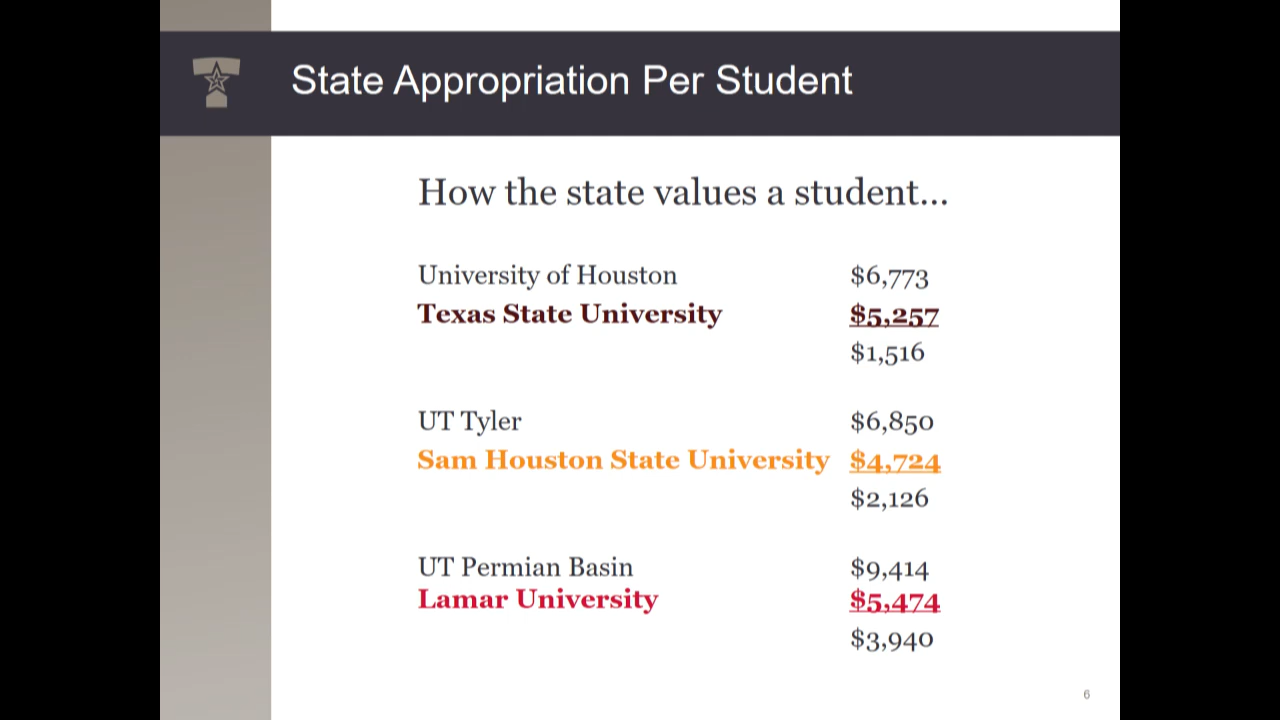 State Appropriation Per Student
How the state values a student...
University of Houston $6,773
Texas State University $5,257
$1,516
UT Tyler $6,850
Sam Houston State University $4,724
$2,126
UT Permian Basin $9,414
Lamar University $5,474
$3,940
6